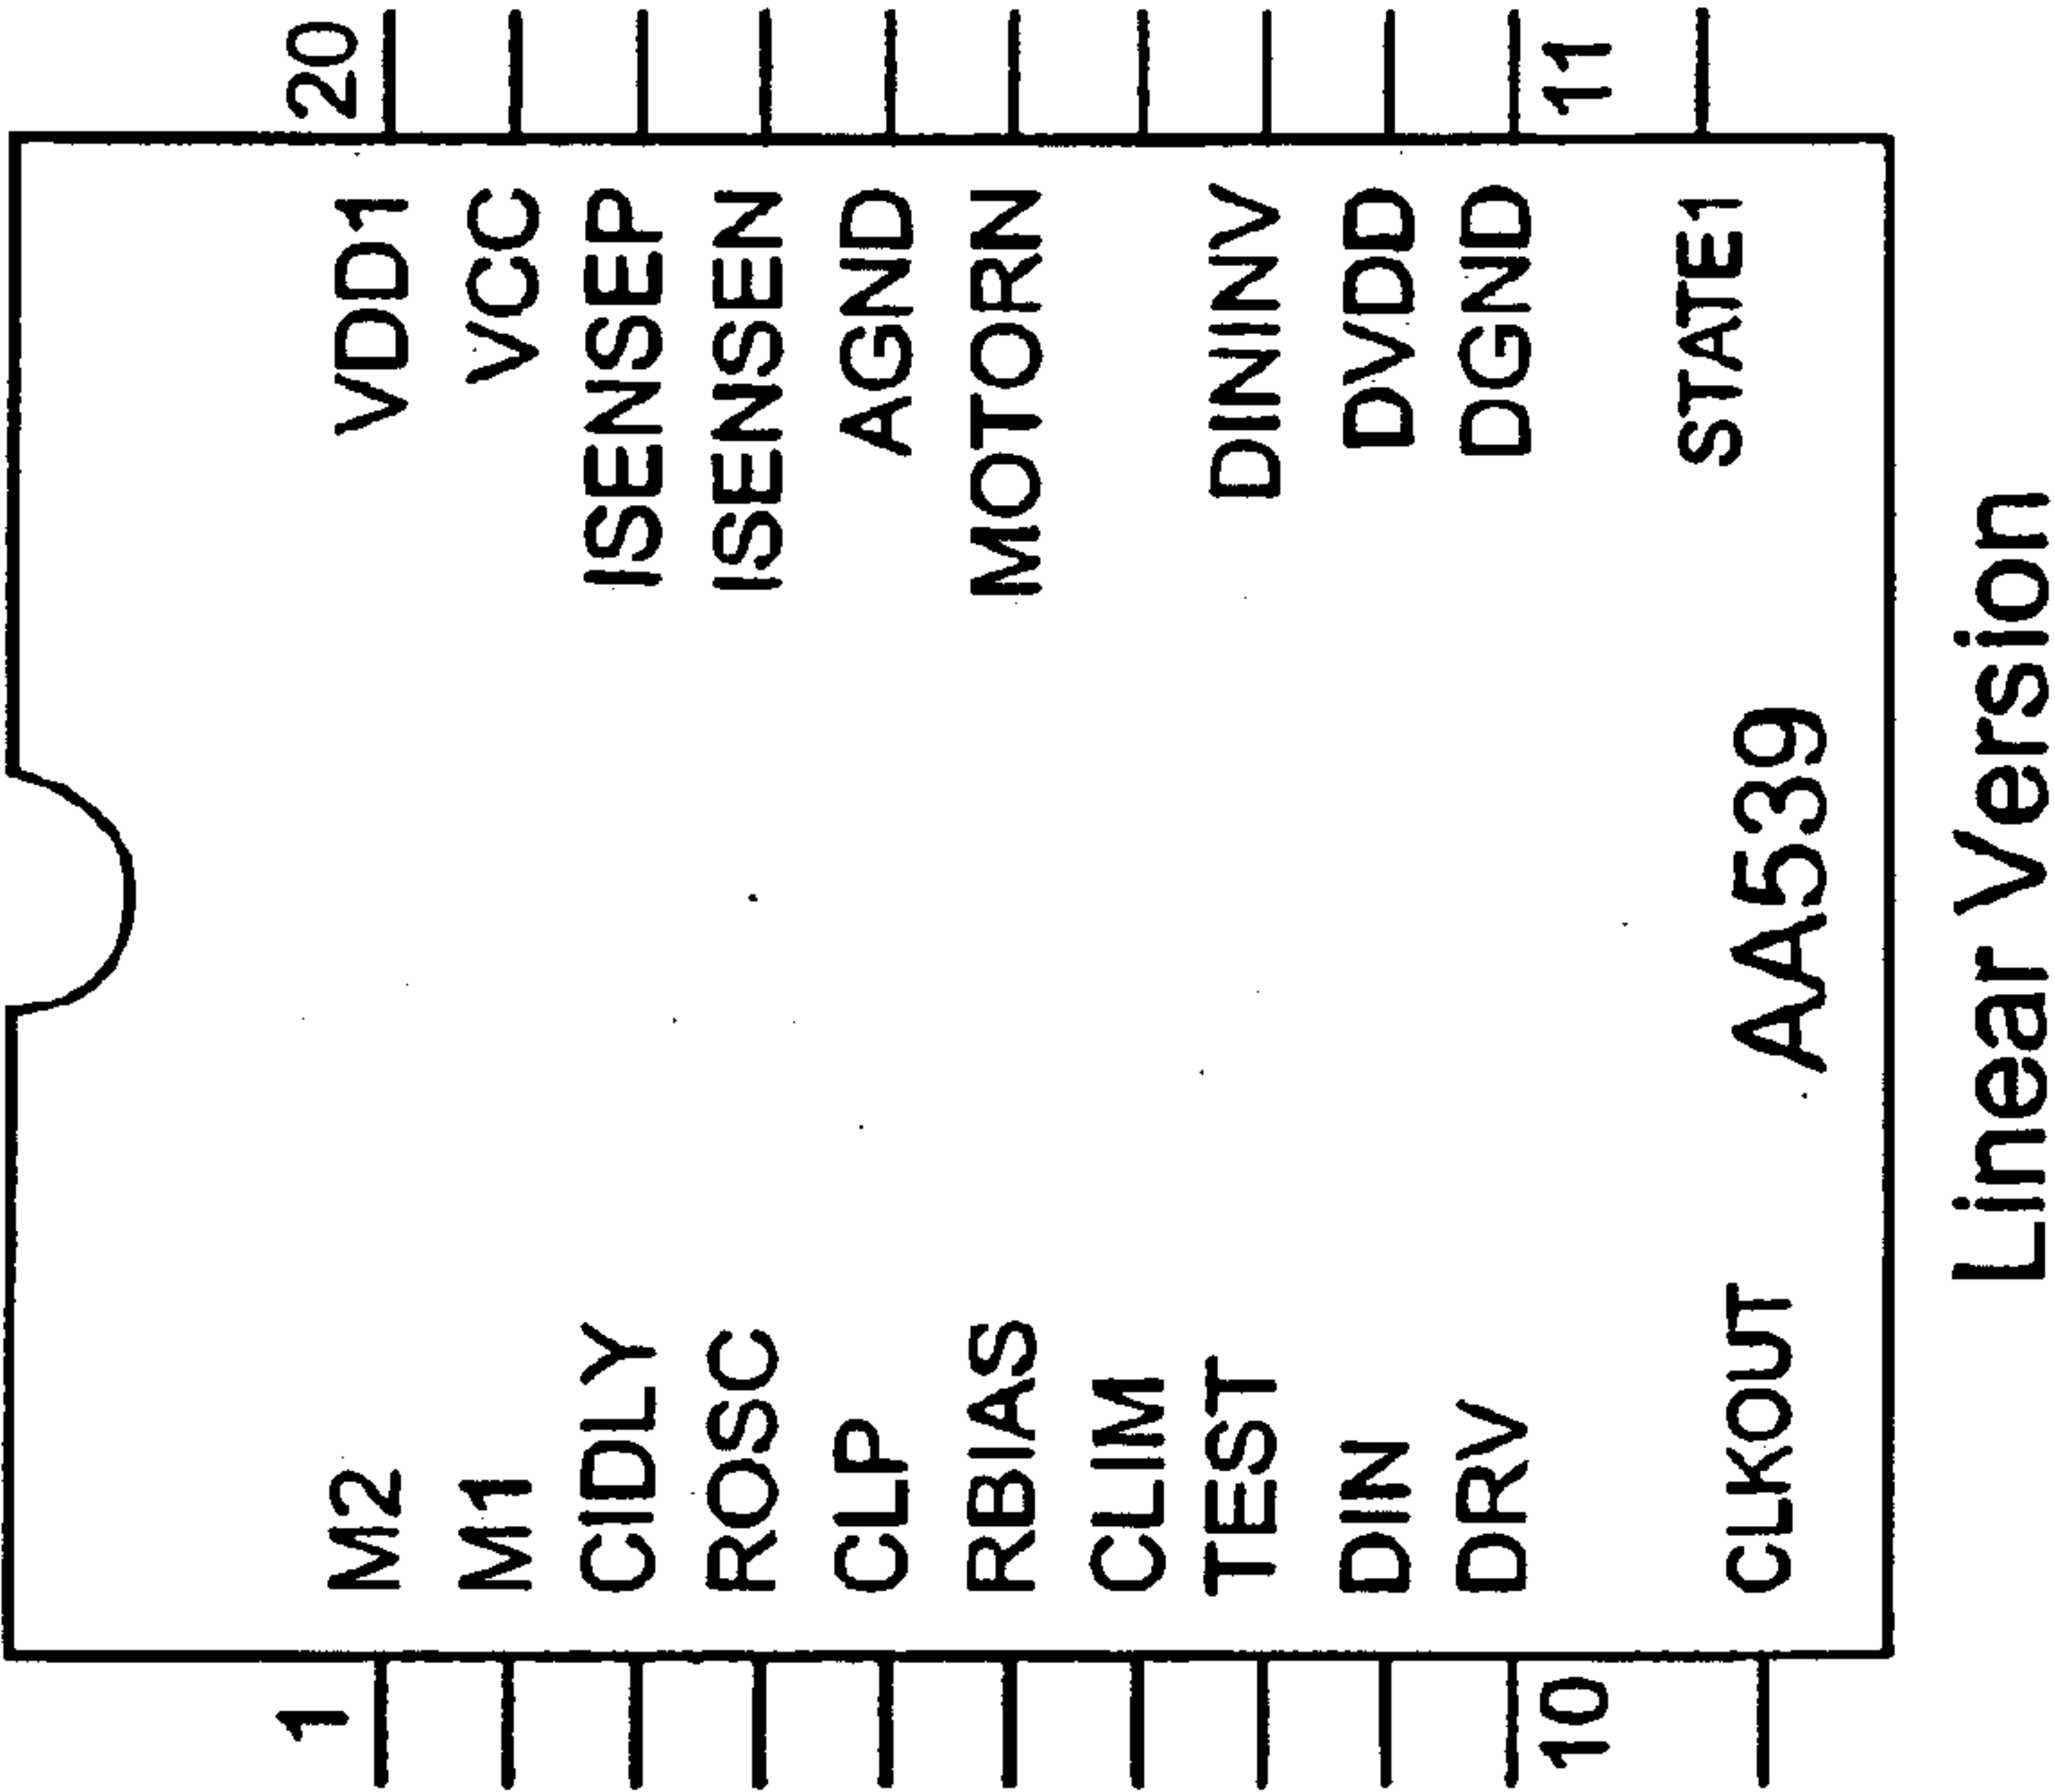 1
M2
M1
CIDLY
ROSC
CLP
RBIAS
CLIM
TEST
DIN
DRV
10
CLKOUT
20
VDD1
VCC
ISENSEP
ISENSEN
AGND
MOTORN
DININV
DVDD
DGND
11
STATE1
AA539
Linear Version